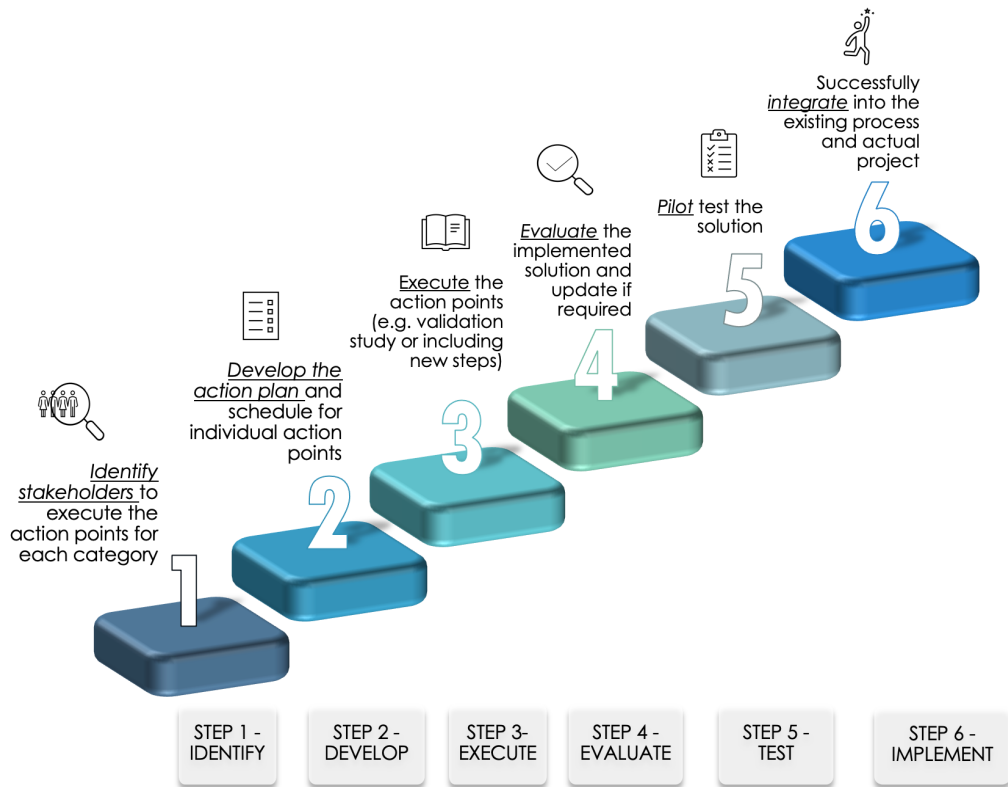 Identify
stakeholders to
execute the
action points for
each category
1
Develop the
action plan and
schedule for
individual action
points
2
Execute the
action points
(e.g. validation
study or including
new steps)
3
Evaluate the
implemented
solution and
update if
required
4
Pilot test the
solution
5
Successfully
integrate into the
existing process
and actual
project
6
STEP 1 -
IDENTIFY
STEP 2 -
DEVELOP
STEP 3-
EXECUTE
STEP 4 -
EVALUATE
STEP 5 -
TEST
STEP 6 -
IMPLEMENT